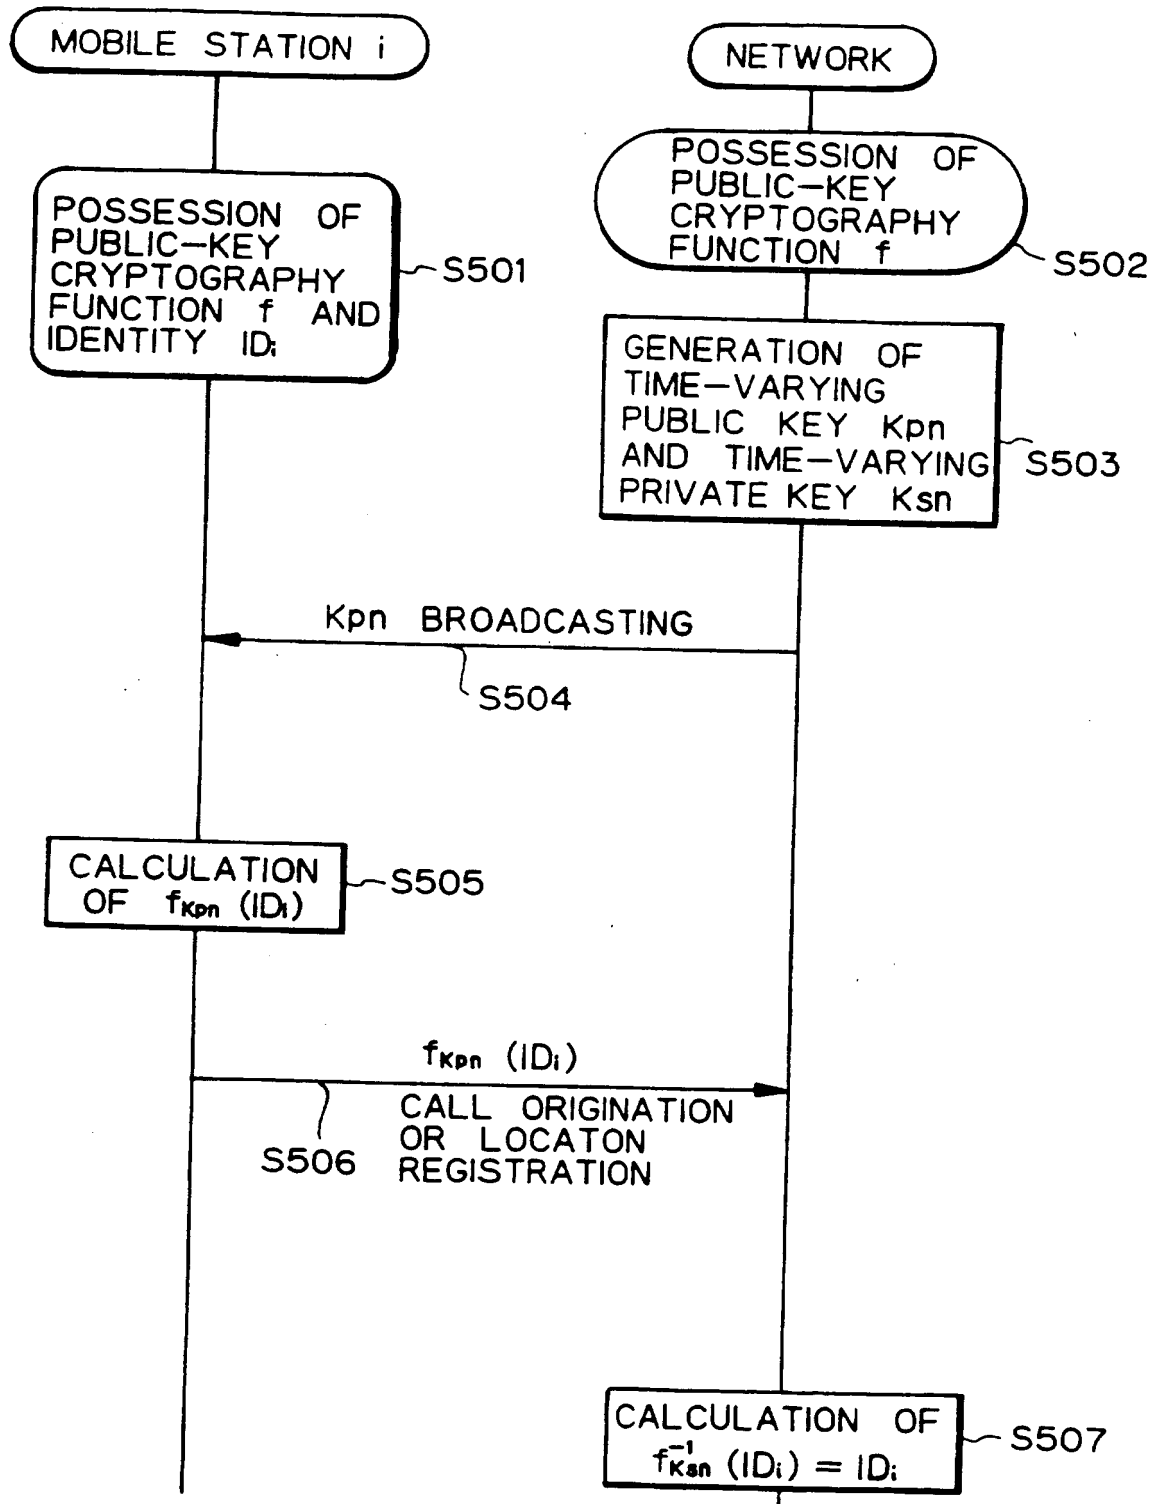 MOBILE STATION i
NETWORK
POSSESSION OF
PUBLIC-KEY
CRYPTOGRAPHY
FUNCTION f
S502
POSSESSION OF
PUBLIC-KEY
CRYPTOGRAPHY
FUNCTION f AND
IDENTITY IDi
S501
GENERATION OF
TIME-VARYING
PUBLIC KEY Kpn
AND TIME-VARYING
PRIVATE KEY Ksn
S503
Kpn BROADCASTING
S504
CALCULATION
OF fKpn (IDi)
S505
fKpn (IDi)
CALL ORIGINATION
OR LOCATON
REGISTRATION
S506
CALCULATION OF
f-1Ksn (IDi) = IDi
S507